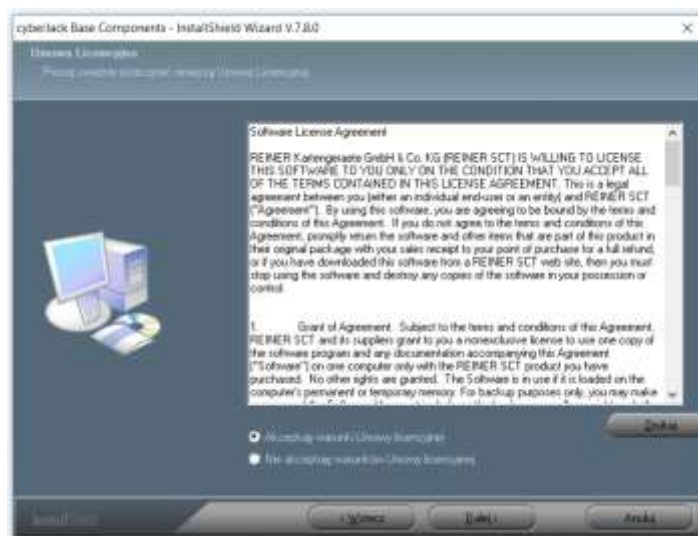 cyberJack Base Components - InstallShield Wizard V.7.8.0
Umowa Licencyjna
Proszę uważnie przeczytać niniejszą Umowę Licencyjną.
Software License Agreement
REINER Kartengeraete GmbH & Co. KG (REINER SCT) IS WILLING TO LICENSE
THIS SOFTWARE TO YOU ONLY ON THE CONDITION THAT YOU ACCEPT ALL
OF THE TERMS CONTAINED IN THIS LICENSE AGREEMENT. This is a legal
agreement between you (either an individual end-user or an entity) and REINER SCT
("Agreement"). By using this software, you are agreeing to be bound by the terms and
conditions of this Agreement. If you do not agree to the terms and conditions of this
Agreement, promptly return the software and other items that are part of this product in
their original package with your sales receipt to your point of purchase for a full refund,
or if you have downloaded this software from a REINER SCT web site, then you must
stop using the software and destroy any copies of the software in your possession or
control.
1. Grant of Agreement. Subject to the terms and conditions of this Agreement,
REINER SCT and its suppliers grant to you a nonexclusive license to use one copy of
the software program and any documentation accompanying this Agreement
("Software") on one computer only with the REINER SCT product you have
purchased. No other rights are granted. The Software is in use if it is loaded on the
computer's permanent or temporary memory. For backup purposes only, you may make
Drukuj
Akceptuję warunki Umowy licencyjnej
Nie akceptuję warunków Umowy licencyjnej
InstallShield
< Wstecz
Dalej >
Anuluj